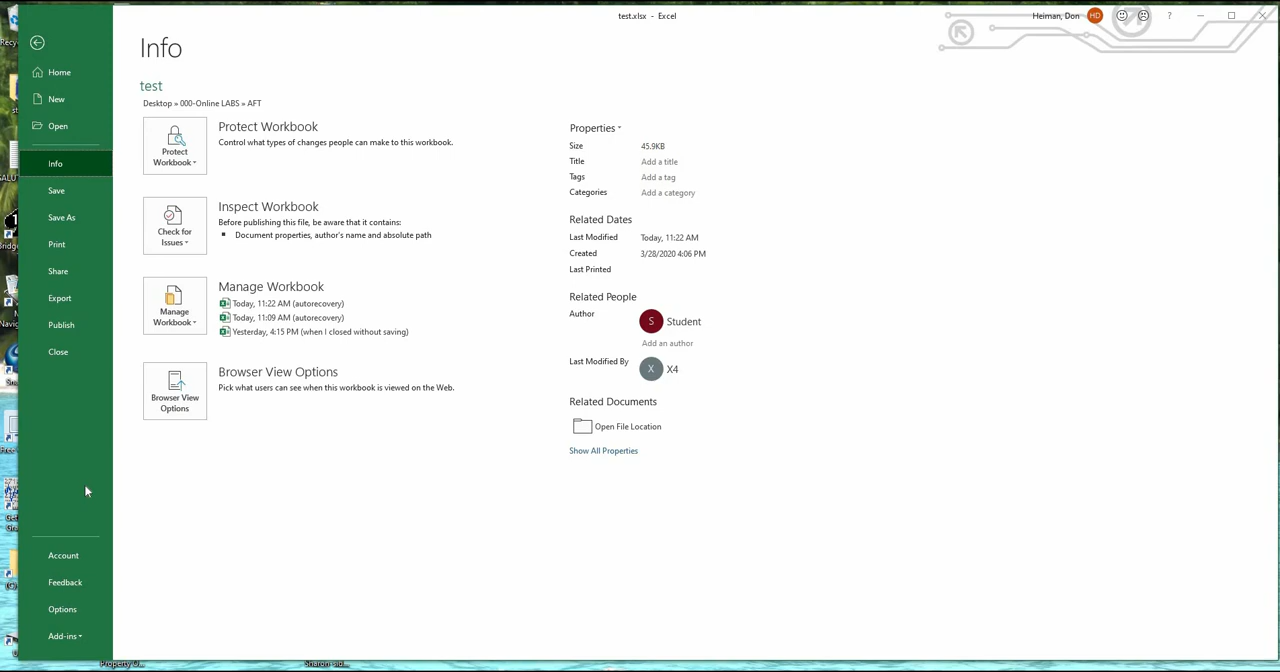 test.xlsx - Excel
Heiman, Don
HD
?
Info
Home
New
Open
Info
Save
Save As
Print
Share
Export
Publish
Close
Account
Feedback
Options
Add-ins
test
Desktop » 000-Online LABS » AFT
Protect
Workbook
Protect Workbook
Control what types of changes people can make to this workbook.
Check for
Issues
Inspect Workbook
Before publishing this file, be aware that it contains:
Document properties, author's name and absolute path
Manage
Workbook
Manage Workbook
Today, 11:22 AM (autorecovery)
Today, 11:09 AM (autorecovery)
Yesterday, 4:15 PM (when I closed without saving)
Browser View
Options
Browser View Options
Pick what users can see when this workbook is viewed on the Web.
Properties
Size 45.9KB
Title Add a title
Tags Add a tag
Categories Add a category
Related Dates
Last Modified Today, 11:22 AM
Created 3/28/2020 4:06 PM
Last Printed
Related People
Author S Student
Add an author
Last Modified By X X4
Related Documents
Open File Location
Show All Properties